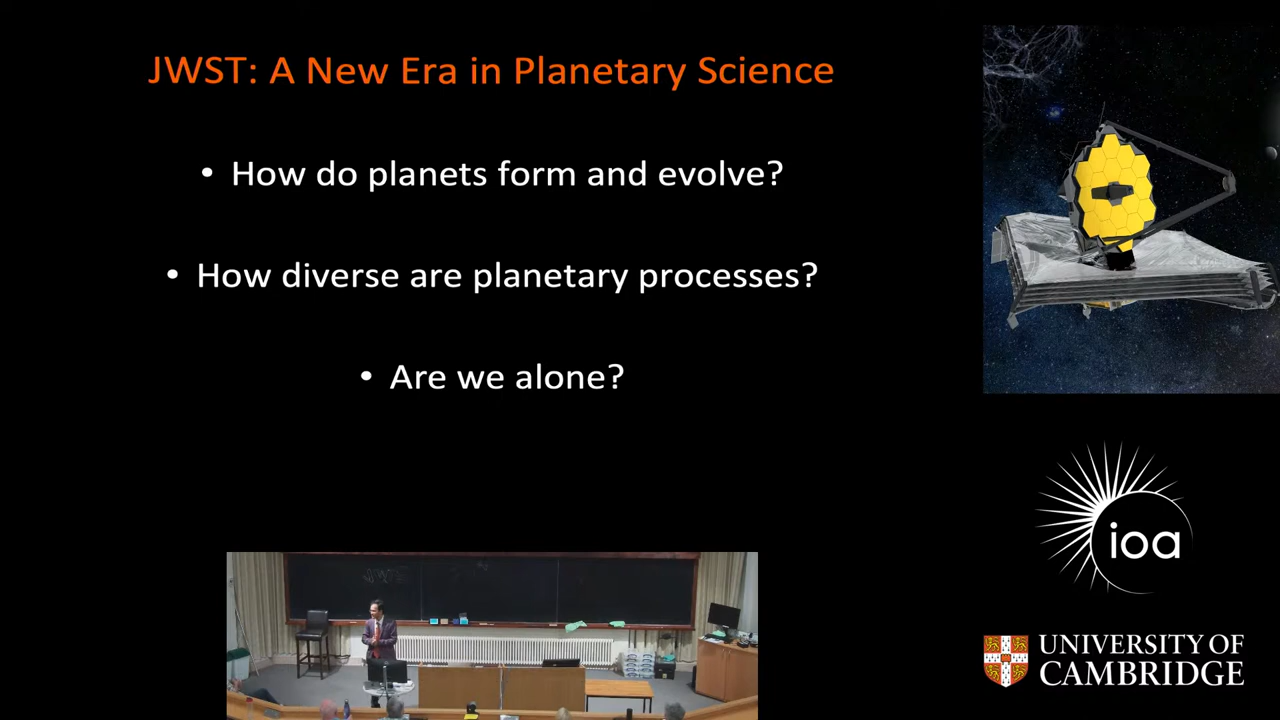 JWST: A New Era in Planetary Science
• How do planets form and evolve?
• How diverse are planetary processes?
• Are we alone?
ioa
UNIVERSITY OF
CAMBRIDGE